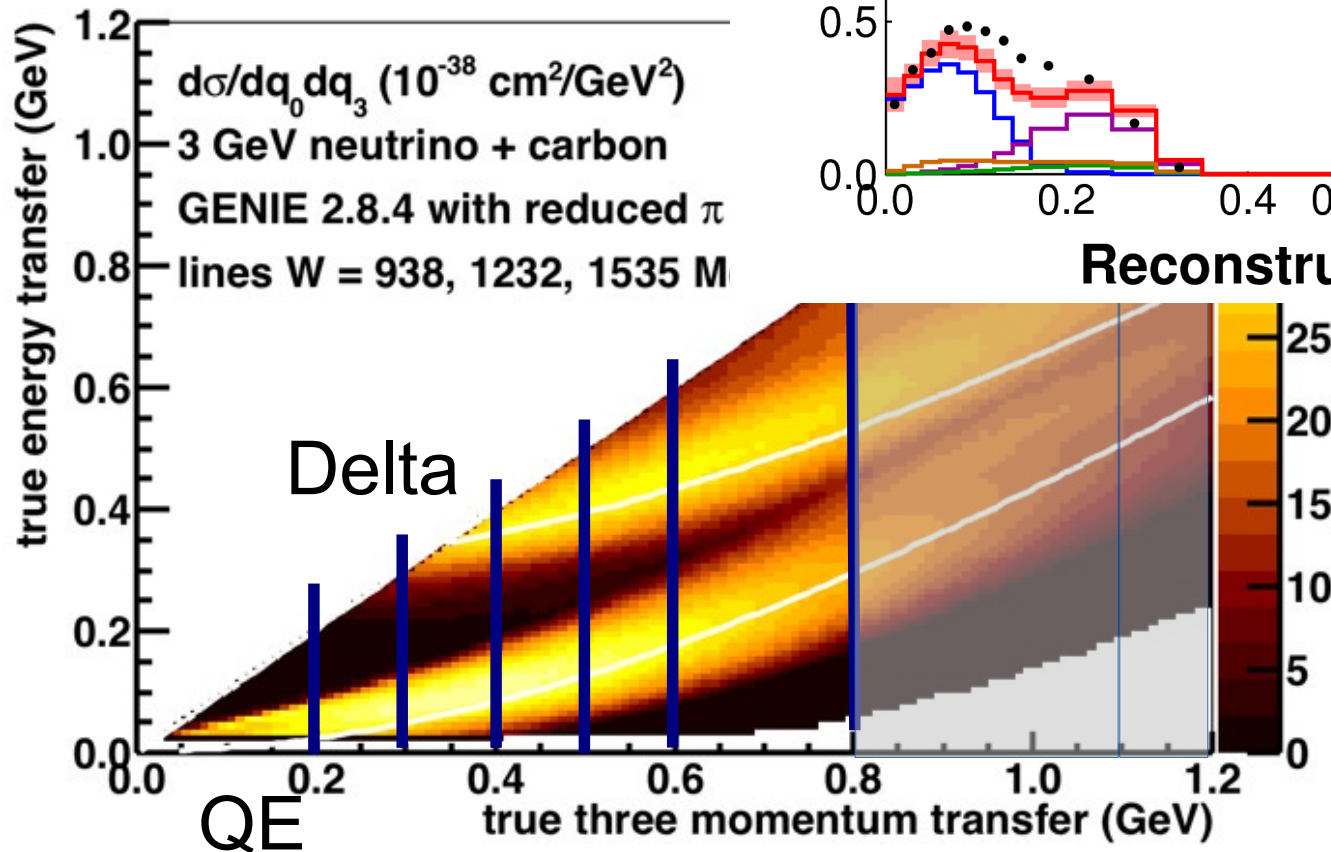 true energy transfer (GeV)
1.2
1.0
0.8
0.6
0.4
0.2
0.0
dσ/dq0dq3 (10-38 cm2/GeV2)
3 GeV neutrino + carbon
GENIE 2.8.4 with reduced π
lines W = 938, 1232, 1535 M
0.5
0.0
0.0 0.2 0.4 0
Reconstru
Delta
25
20
15
10
5
0
0.0 0.2 0.4 0.6 0.8 1.0 1.2
QE
true three momentum transfer (GeV)